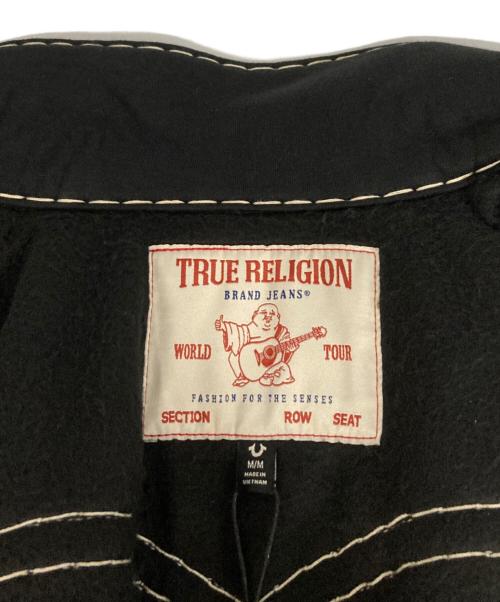 TRUE RELIGION
BRAND JEANS®
WORLD TOUR
FASHION FOR THE SENSES
SECTION ROW SEAT
M/M
MADE IN
VIETNAM